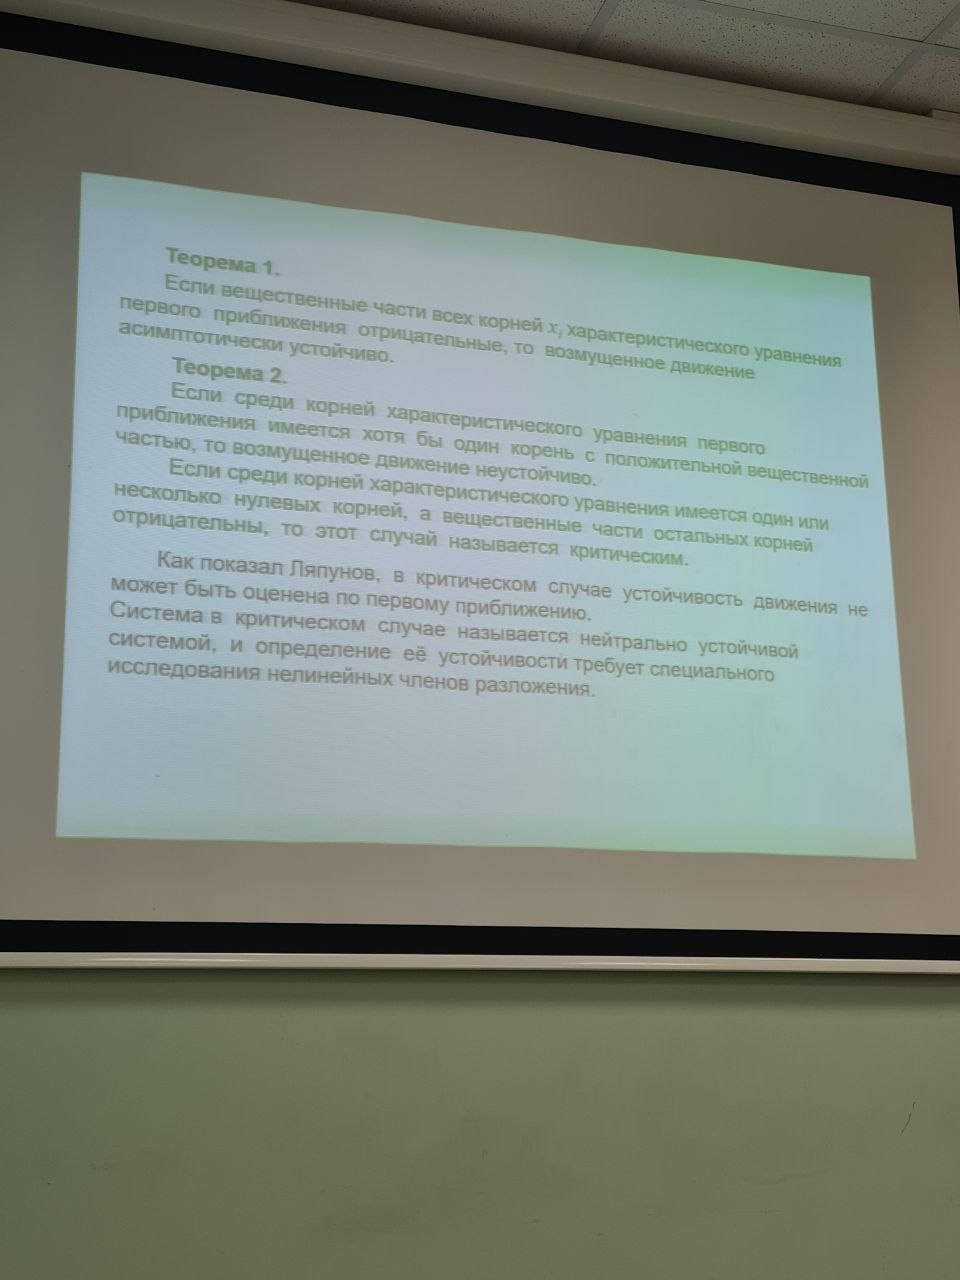 Теорема 1.
Если вещественные части всех корней xᵢ характеристического уравнения
первого приближения отрицательные, то возмущенное движение
асимптотически устойчиво.
Теорема 2.
Если среди корней характеристического уравнения первого
приближения имеется хотя бы один корень с положительной вещественной
частью, то возмущенное движение неустойчиво.
Если среди корней характеристического уравнения имеется один или
несколько нулевых корней, а вещественные части остальных корней
отрицательны, то этот случай называется критическим.
Как показал Ляпунов, в критическом случае устойчивость движения не
может быть оценена по первому приближению.
Система в критическом случае называется нейтрально устойчивой
системой, и определение её устойчивости требует специального
исследования нелинейных членов разложения.